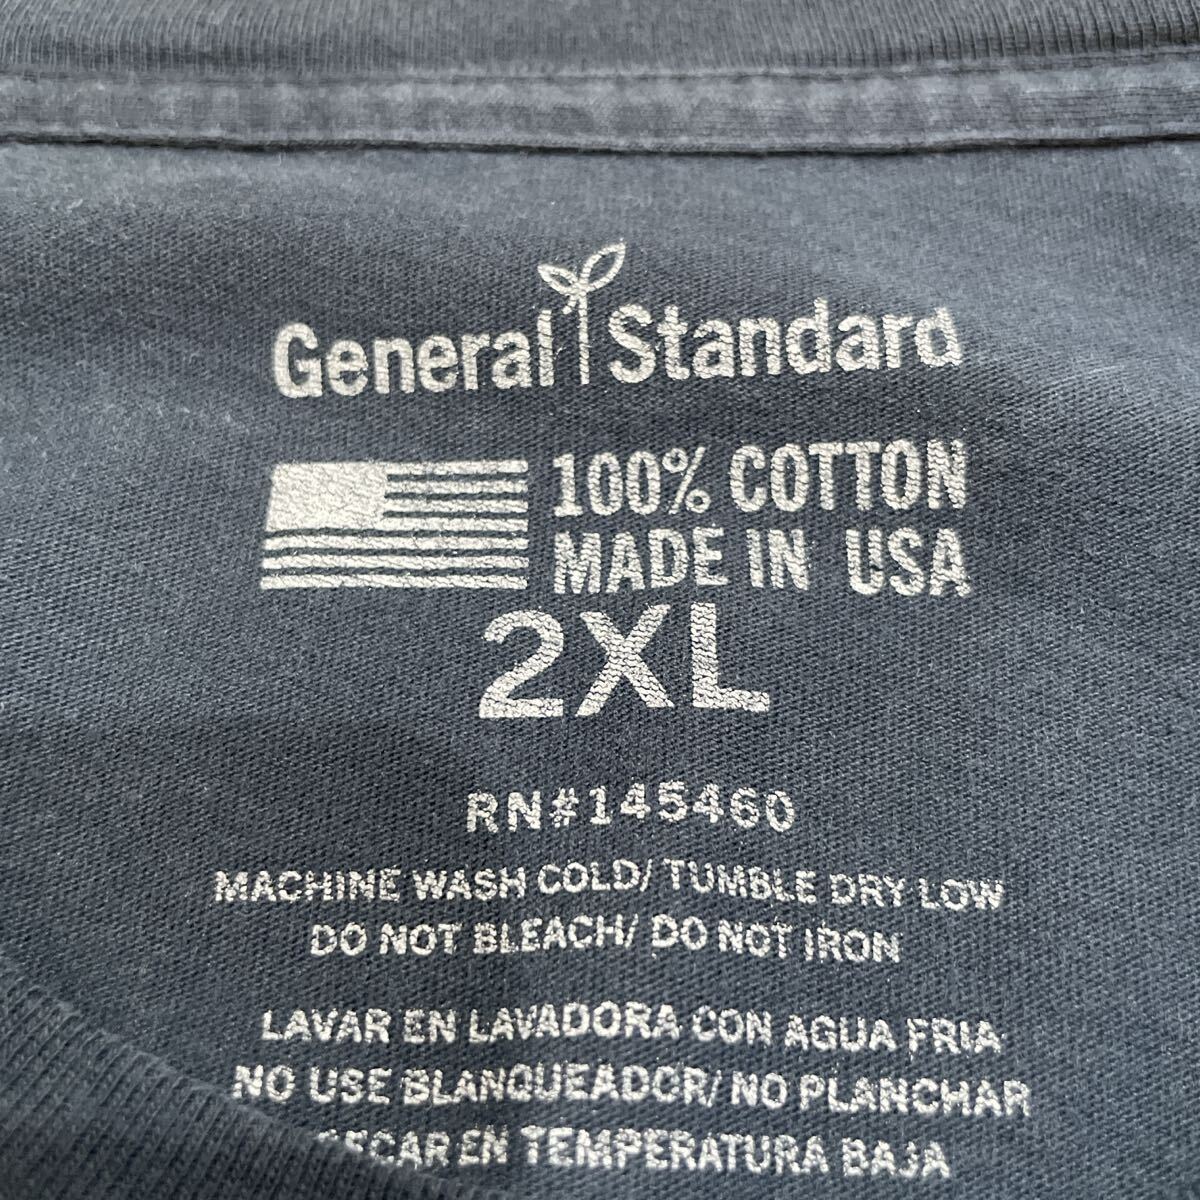 General Standard
100% COTTON
MADE IN USA
2XL
RN#145460
MACHINE WASH COLD/ TUMBLE DRY LOW
DO NOT BLEACH/ DO NOT IRON
LAVAR EN LAVADORA CON AGUA FRIA
NO USE BLANQUEADOR/ NO PLANCHAR
SECAR EN TEMPERATURA BAJA